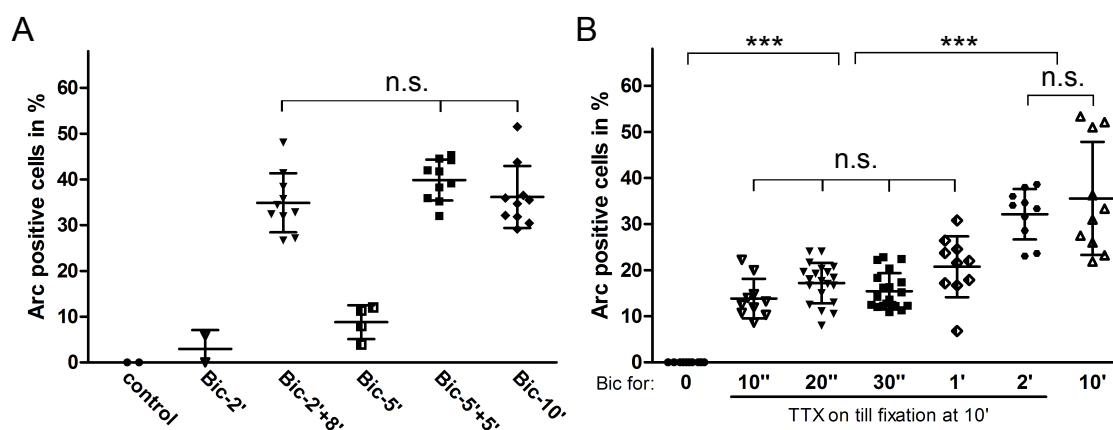 A
Arc positive cells in %
60
50
40
30
20
10
0
n.s.
control
Bic-2'
Bic-2'+8'
Bic-5'
Bic-5'+5'
Bic-10'
B
Arc positive cells in %
60
50
40
30
20
10
0
*** ***
n.s.
n.s.
Bic for: 0 10" 20" 30" 1' 2' 10'
TTX on till fixation at 10'